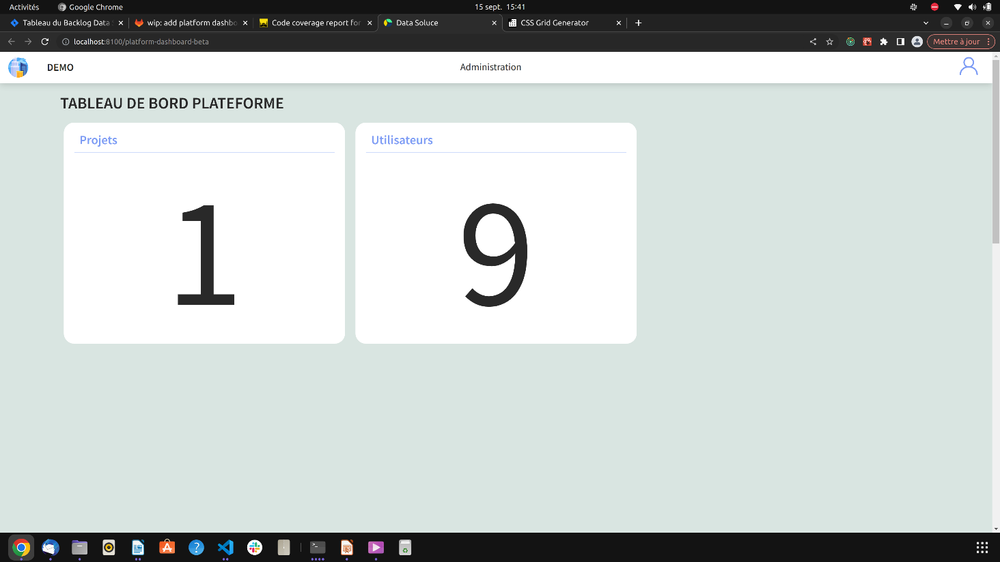 Activités
Google Chrome
15 sept. 15:41
Tableau du Backlog Data
wip: add platform dashbo
Code coverage report for
Data Soluce
CSS Grid Generator
localhost:8100/platform-dashboard-beta
Mettre à jour
DEMO
Administration
TABLEAU DE BORD PLATEFORME
Projets
Utilisateurs
1
9